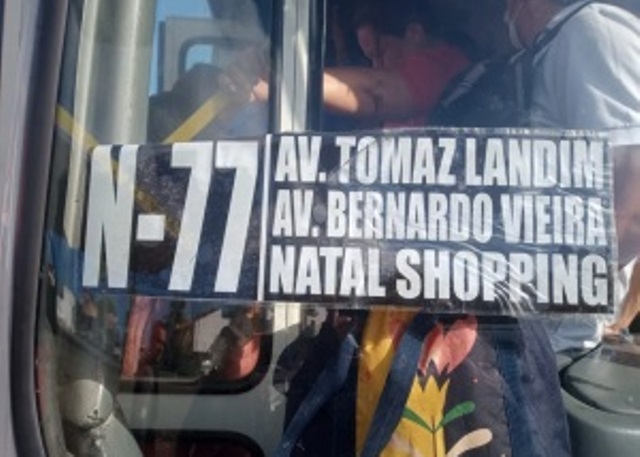 N-77
AV. TOMAZ LANDIM
AV. BERNARDO VIEIRA
NATAL SHOPPING